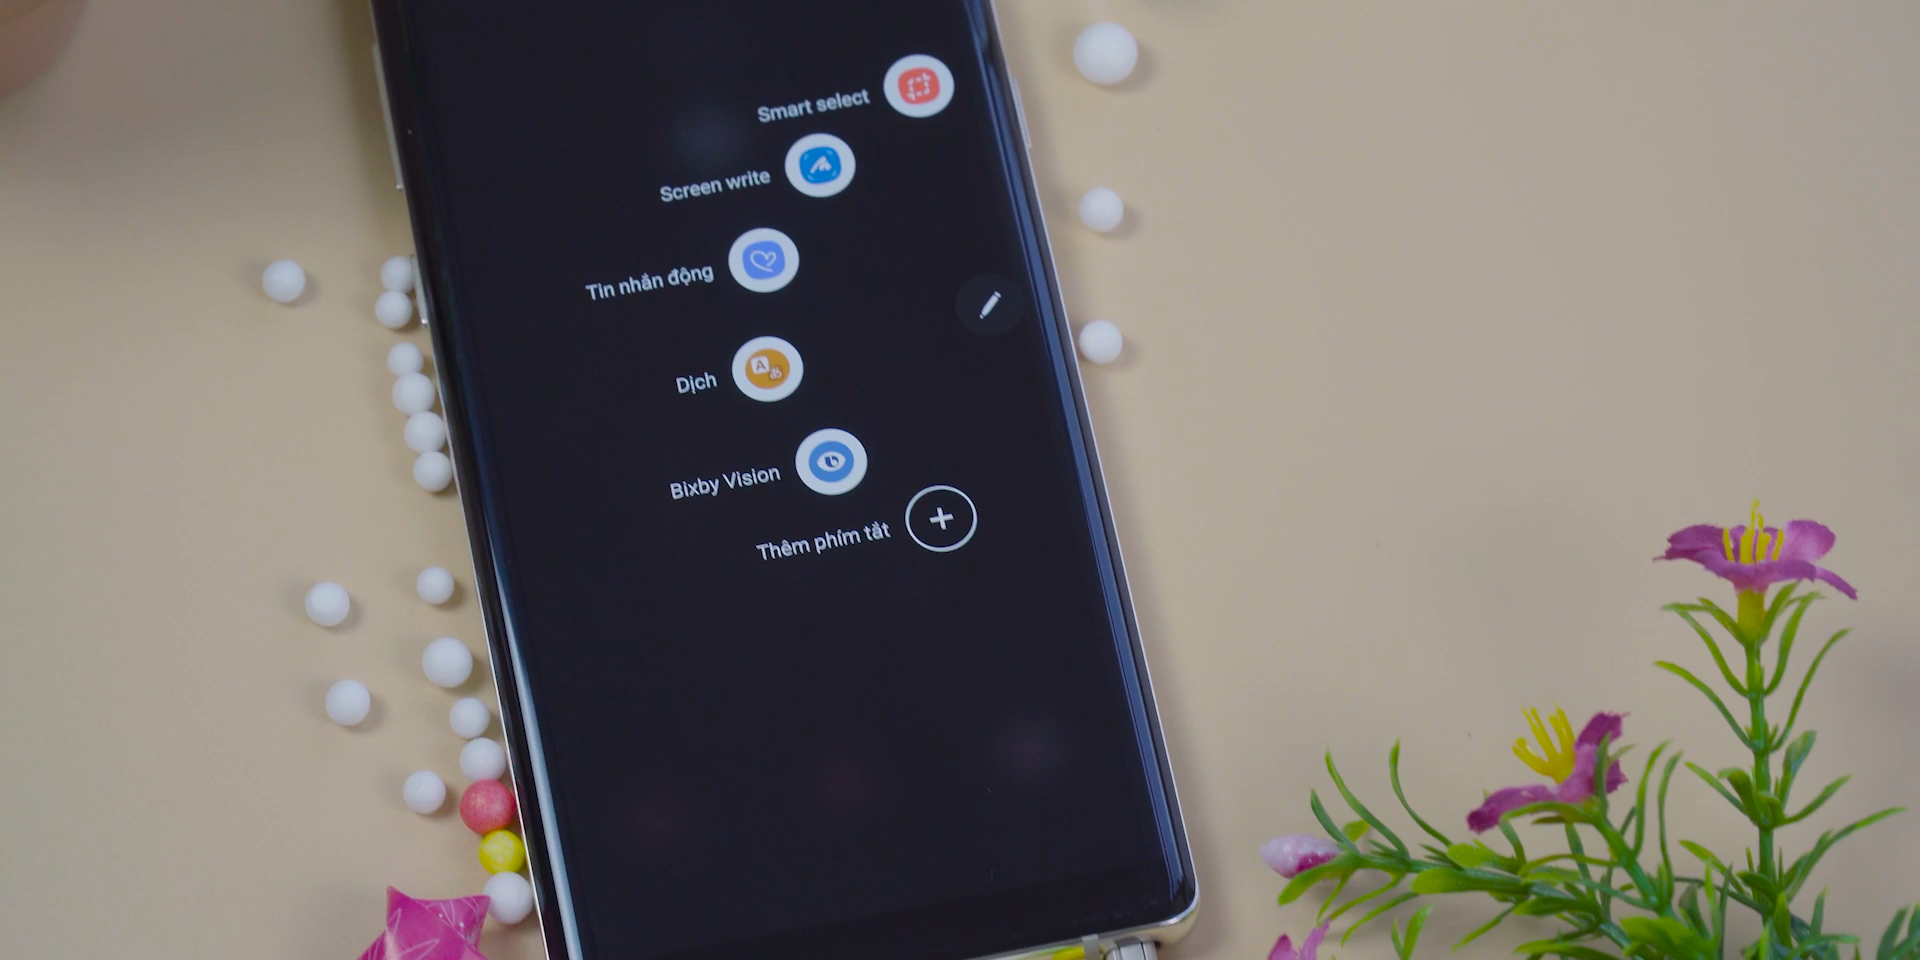 Smart select
Screen write
Tin nhắn động
Dịch
Bixby Vision
Thêm phím tắt